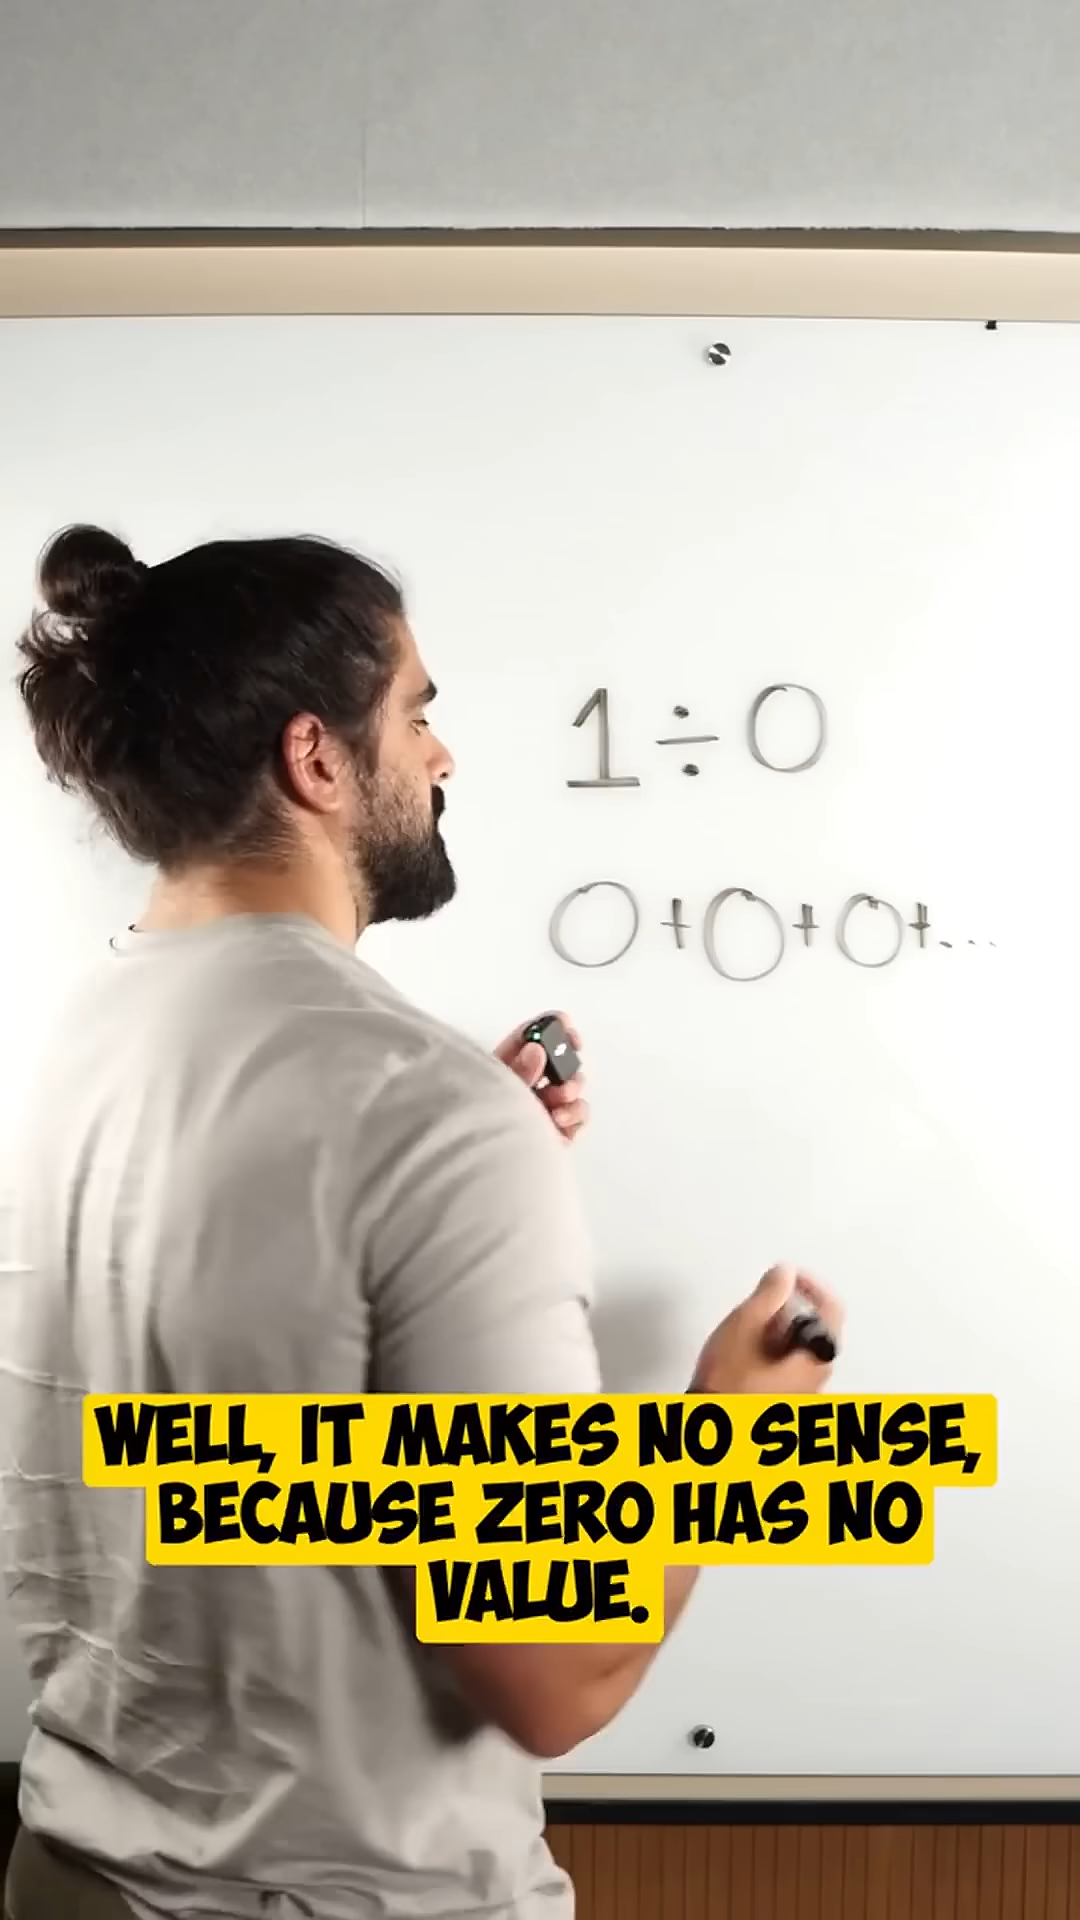 1 ÷ 0
0 + 0 + 0 + ...
WELL, IT MAKES NO SENSE,
BECAUSE ZERO HAS NO
VALUE.